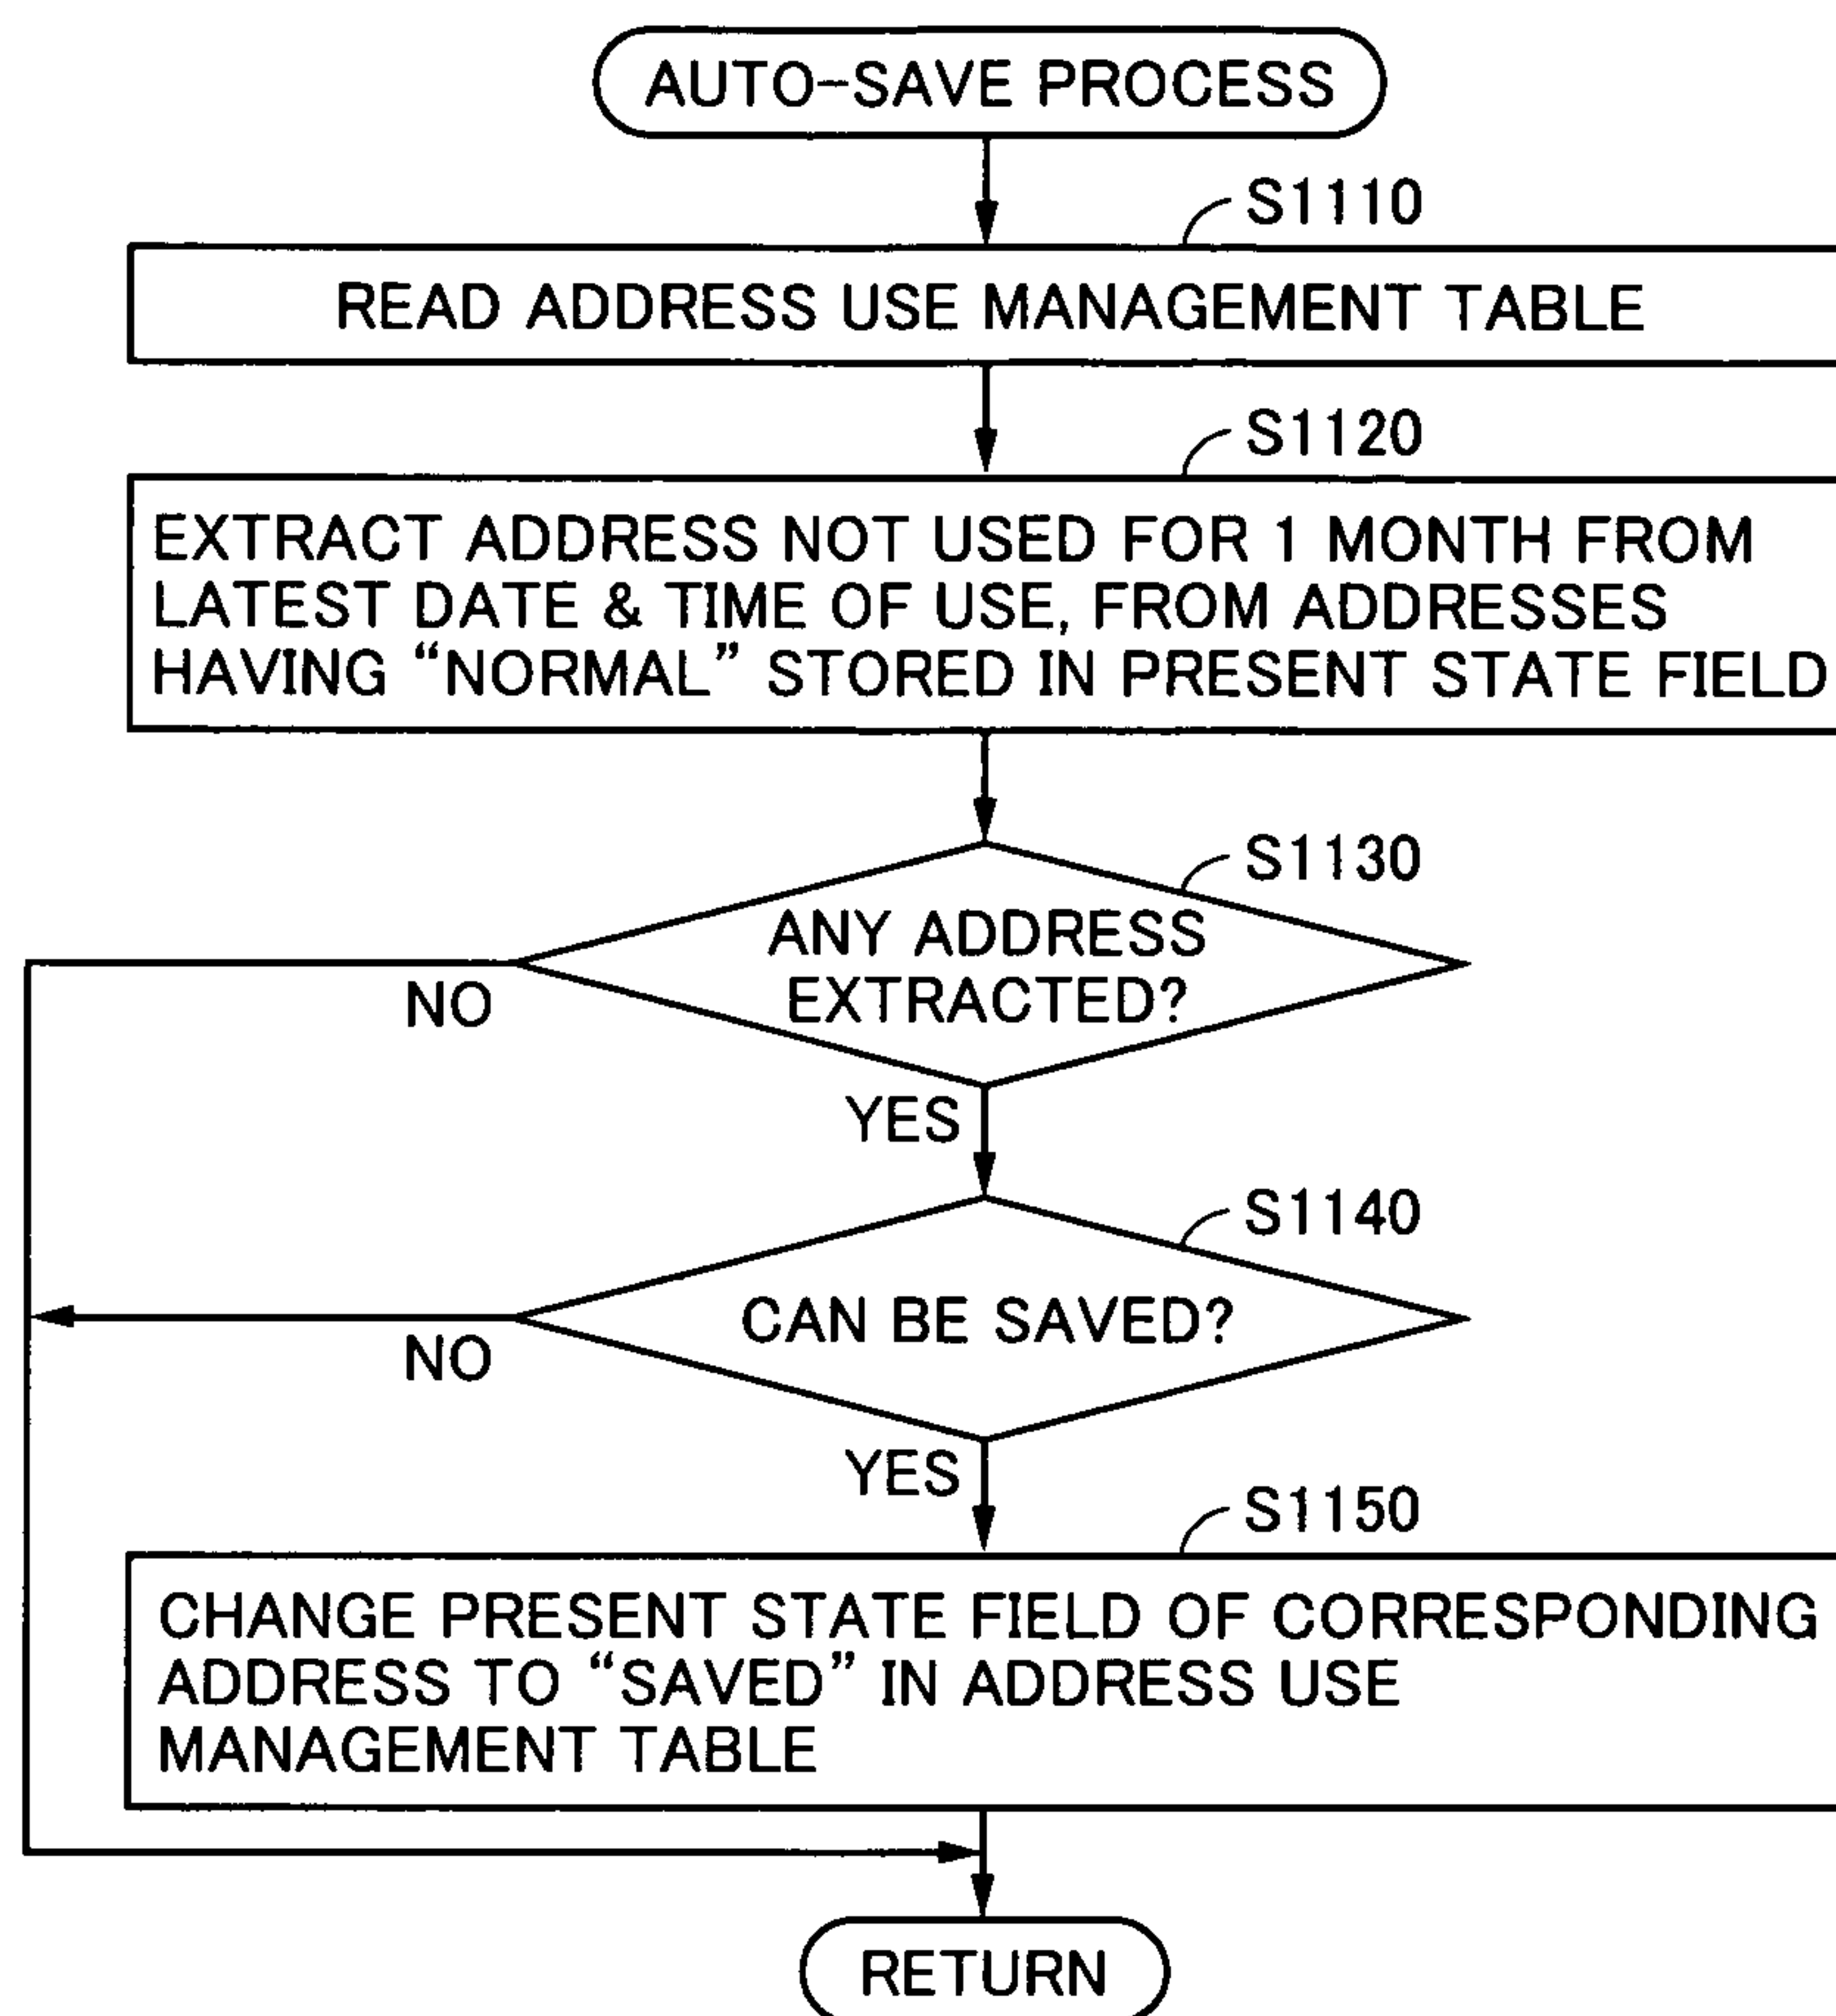 AUTO-SAVE PROCESS
S1110
READ ADDRESS USE MANAGEMENT TABLE
S1120
EXTRACT ADDRESS NOT USED FOR 1 MONTH FROM
LATEST DATE & TIME OF USE, FROM ADDRESSES
HAVING “NORMAL” STORED IN PRESENT STATE FIELD
S1130
ANY ADDRESS
EXTRACTED?
NO
YES
S1140
CAN BE SAVED?
NO
YES
S1150
CHANGE PRESENT STATE FIELD OF CORRESPONDING
ADDRESS TO “SAVED” IN ADDRESS USE
MANAGEMENT TABLE
RETURN